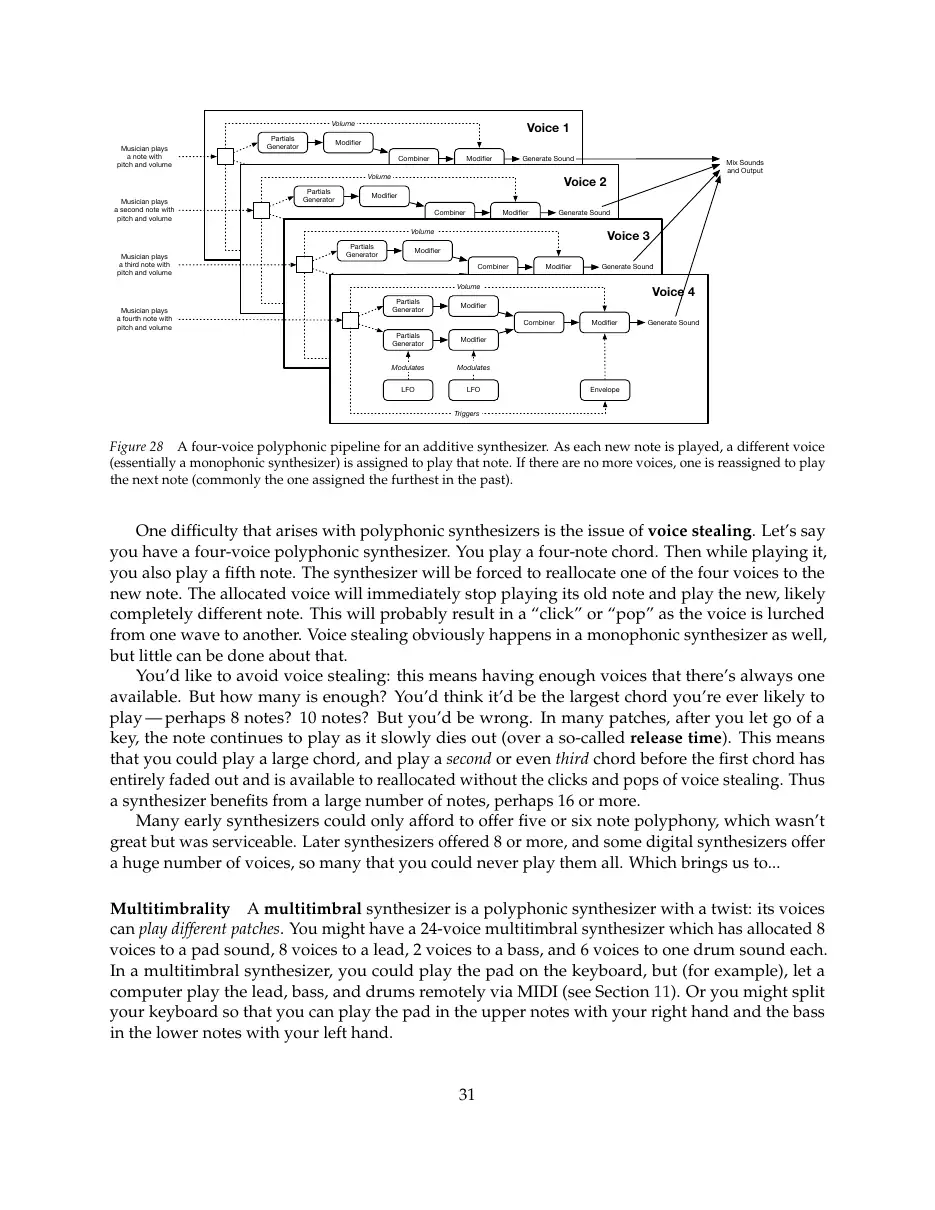 Volume
Voice 1
Partials
Generator
Modifier
Musician plays
a note with
pitch and volume
Combiner
Modifier
Generate Sound
Mix Sounds
and Output
Volume
Voice 2
Partials
Generator
Modifier
Musician plays
a second note with
pitch and volume
Combiner
Modifier
Generate Sound
Volume
Voice 3
Partials
Generator
Modifier
Musician plays
a third note with
pitch and volume
Combiner
Modifier
Generate Sound
Volume
Voice 4
Partials
Generator
Modifier
Musician plays
a fourth note with
pitch and volume
Combiner
Modifier
Generate Sound
Partials
Generator
Modifier
Modulates
Modulates
LFO
LFO
Envelope
Triggers
Figure 28 A four-voice polyphonic pipeline for an additive synthesizer. As each new note is played, a different voice
(essentially a monophonic synthesizer) is assigned to play that note. If there are no more voices, one is reassigned to play
the next note (commonly the one assigned the furthest in the past).
One difficulty that arises with polyphonic synthesizers is the issue of voice stealing. Let's say
you have a four-voice polyphonic synthesizer. You play a four-note chord. Then while playing it,
you also play a fifth note. The synthesizer will be forced to reallocate one of the four voices to the
new note. The allocated voice will immediately stop playing its old note and play the new, likely
completely different note. This will probably result in a “click” or “pop” as the voice is lurched
from one wave to another. Voice stealing obviously happens in a monophonic synthesizer as well,
but little can be done about that.
You'd like to avoid voice stealing: this means having enough voices that there's always one
available. But how many is enough? You'd think it'd be the largest chord you're ever likely to
play — perhaps 8 notes? 10 notes? But you'd be wrong. In many patches, after you let go of a
key, the note continues to play as it slowly dies out (over a so-called release time). This means
that you could play a large chord, and play a second or even third chord before the first chord has
entirely faded out and is available to reallocated without the clicks and pops of voice stealing. Thus
a synthesizer benefits from a large number of notes, perhaps 16 or more.
Many early synthesizers could only afford to offer five or six note polyphony, which wasn't
great but was serviceable. Later synthesizers offered 8 or more, and some digital synthesizers offer
a huge number of voices, so many that you could never play them all. Which brings us to...
Multitimbrality A multitimbral synthesizer is a polyphonic synthesizer with a twist: its voices
can play different patches. You might have a 24-voice multitimbral synthesizer which has allocated 8
voices to a pad sound, 8 voices to a lead, 2 voices to a bass, and 6 voices to one drum sound each.
In a multitimbral synthesizer, you could play the pad on the keyboard, but (for example), let a
computer play the lead, bass, and drums remotely via MIDI (see Section 11). Or you might split
your keyboard so that you can play the pad in the upper notes with your right hand and the bass
in the lower notes with your left hand.
31